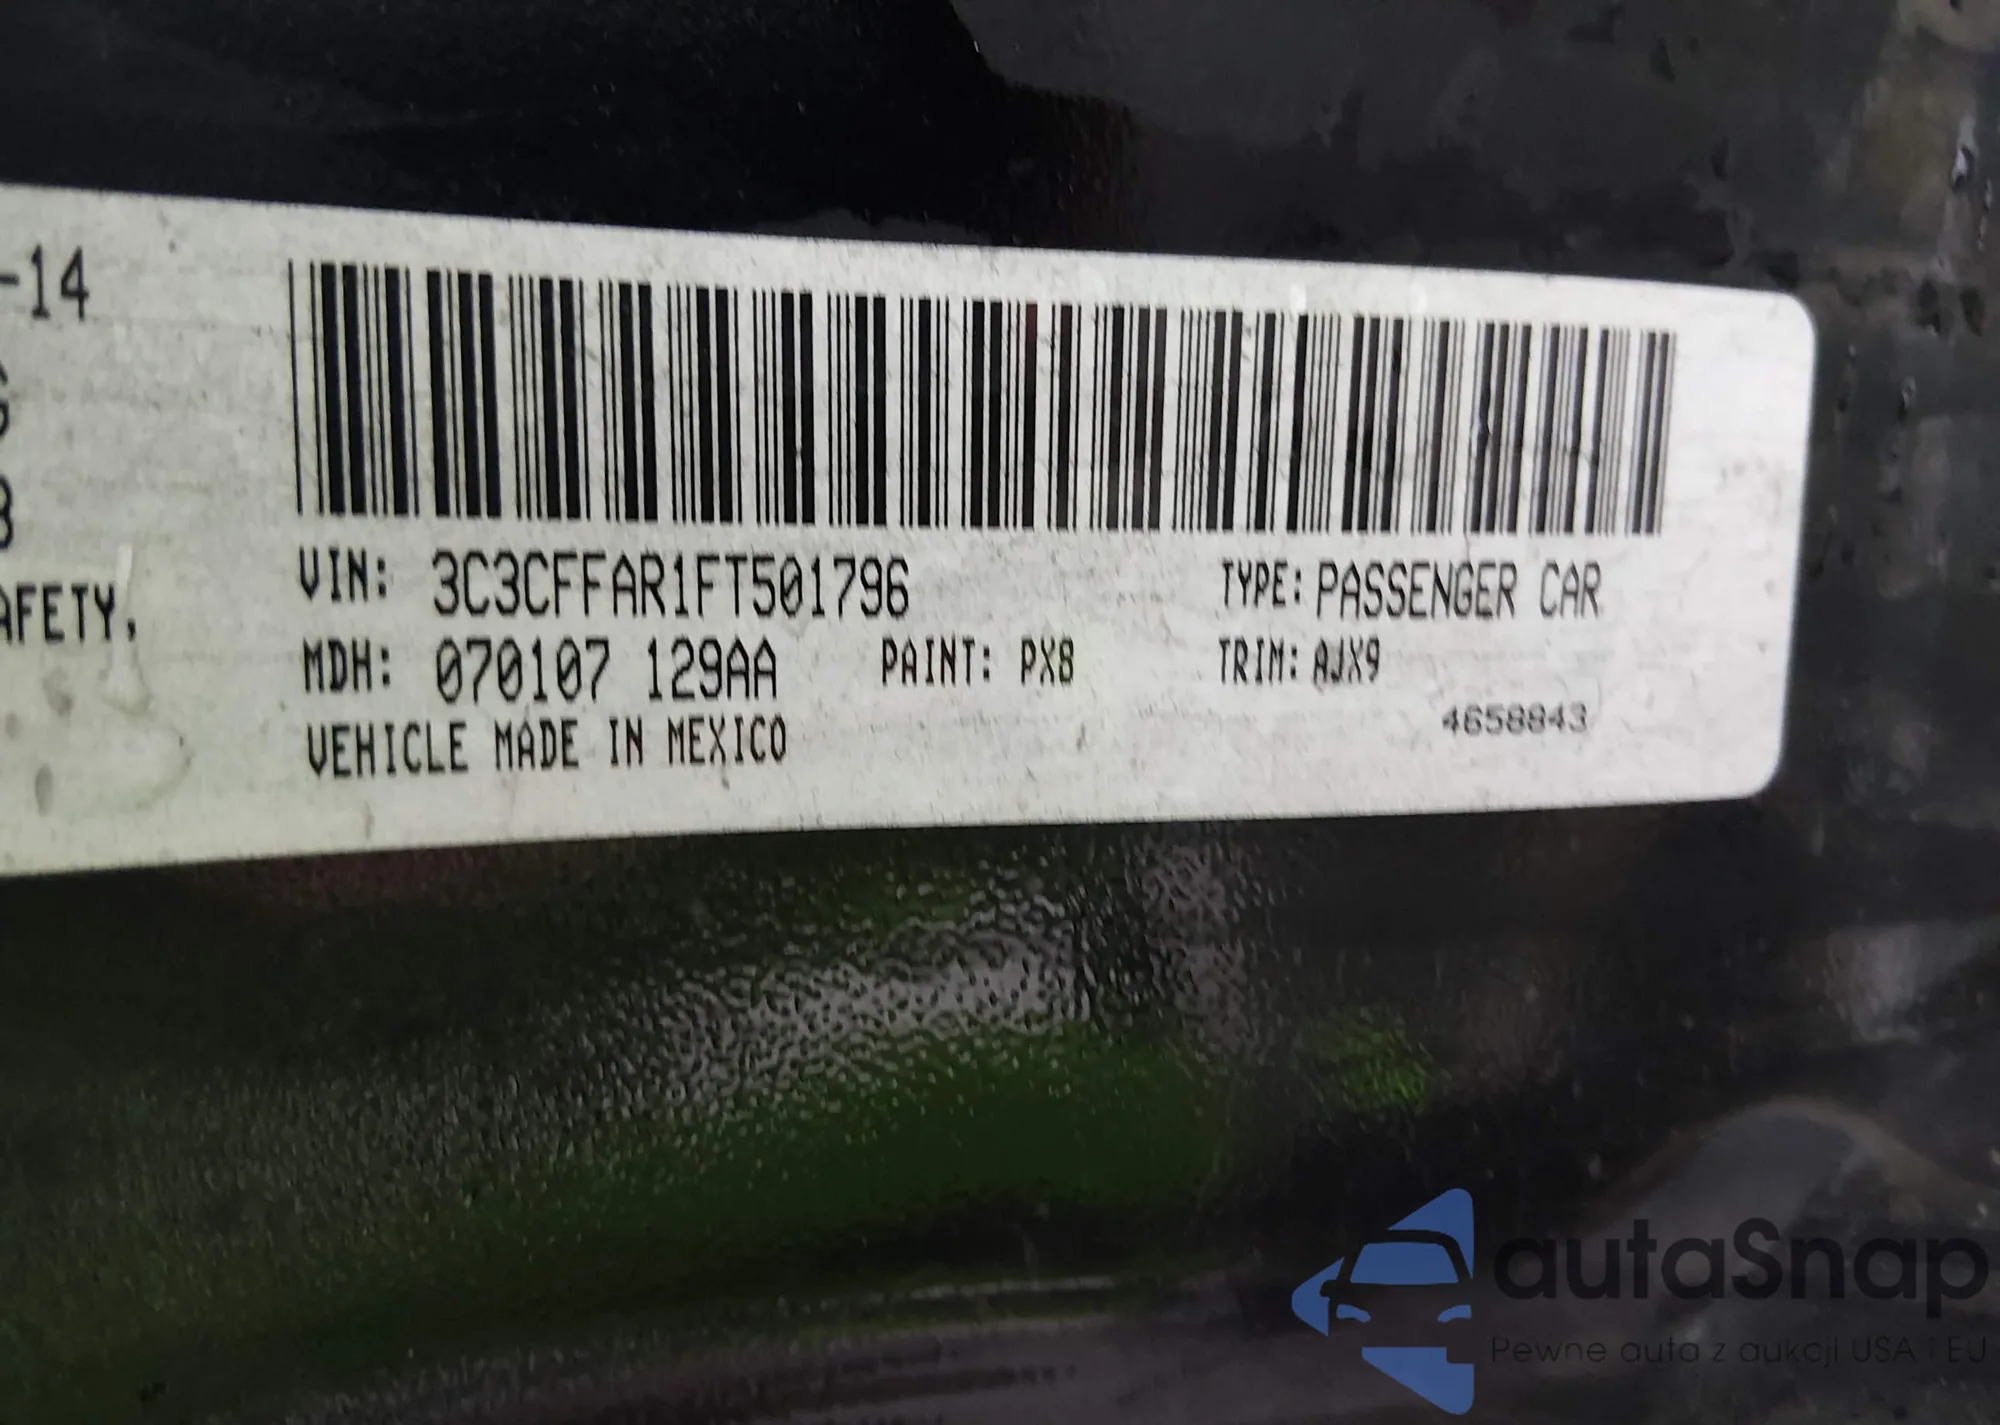 -14
AFETY,
VIN: 3C3CFFAR1FT501796
TYPE: PASSENGER CAR
MDH: 070107 129AA
PAINT: PX8
TRIM: AJX9
VEHICLE MADE IN MEXICO
4658843
autaSnap
Pewne auta z aukcji USA i EU